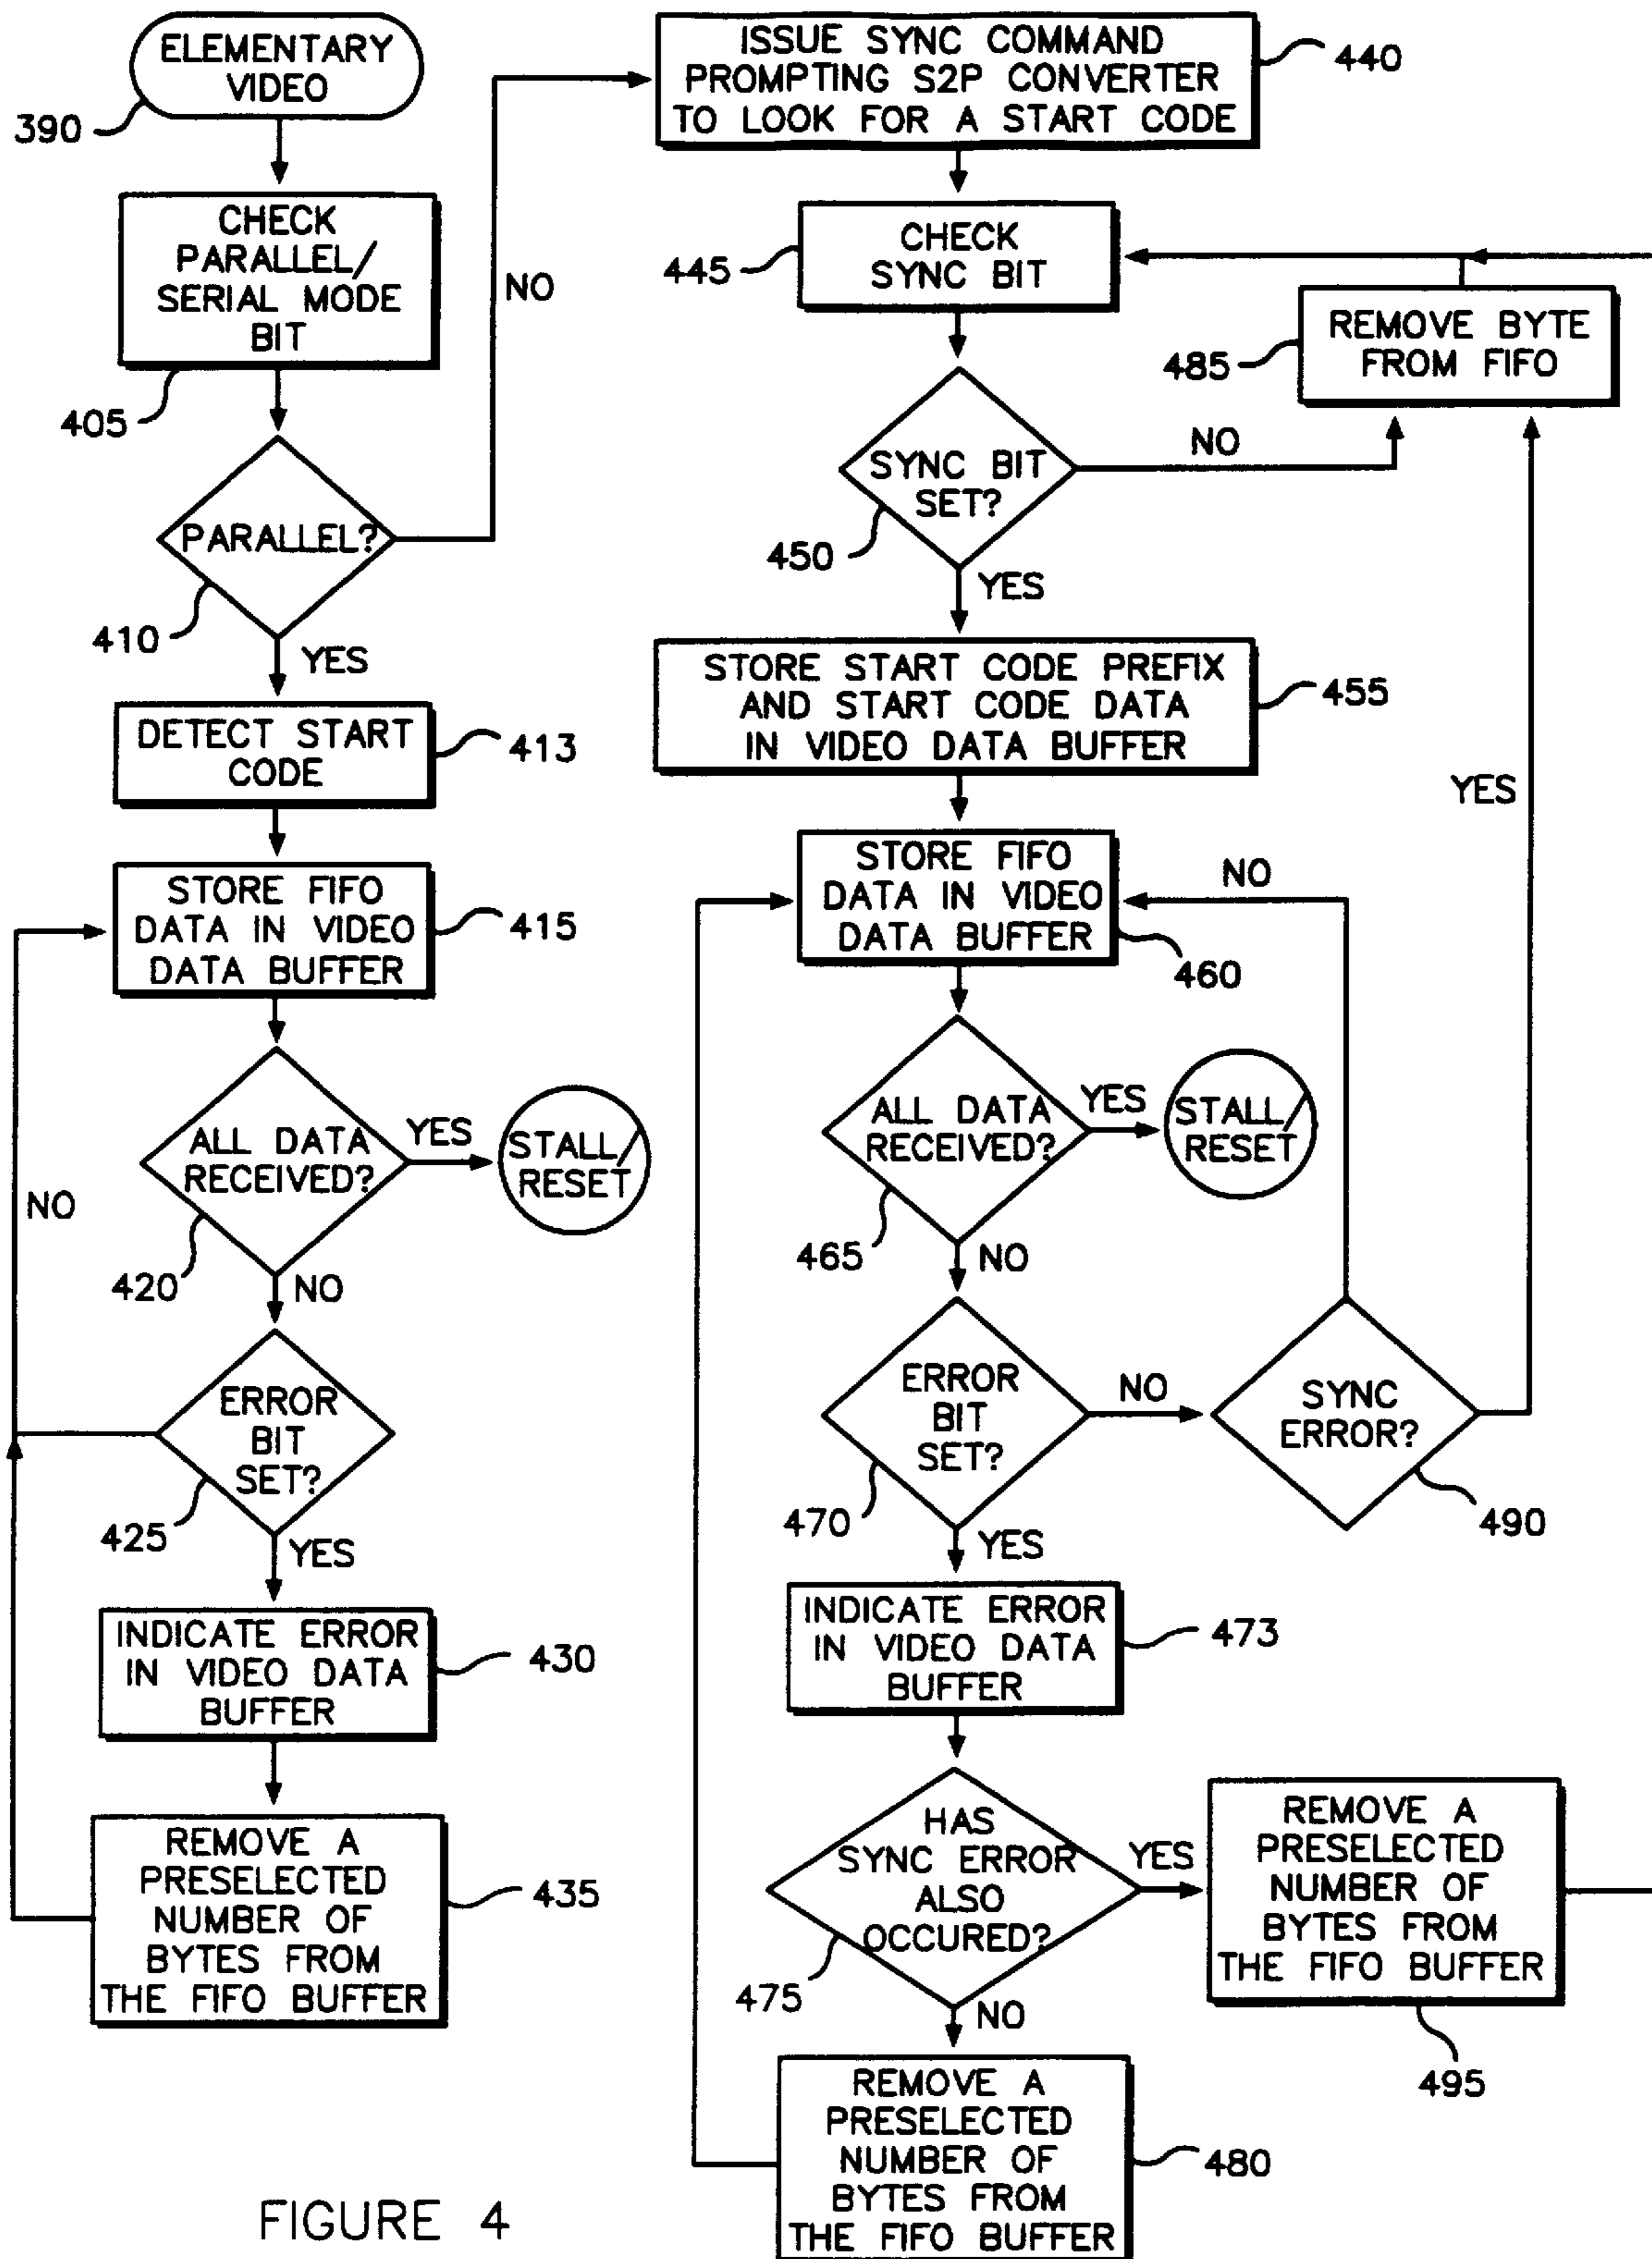 ELEMENTARY
VIDEO
390
CHECK
PARALLEL/
SERIAL MODE
BIT
405
PARALLEL?
410
NO
YES
DETECT START
CODE
413
STORE FIFO
DATA IN VIDEO
DATA BUFFER
415
ALL DATA
RECEIVED?
420
YES
STALL/
RESET
NO
NO
ERROR
BIT
SET?
425
YES
INDICATE ERROR
IN VIDEO DATA
BUFFER
430
REMOVE A
PRESELECTED
NUMBER OF
BYTES FROM
THE FIFO BUFFER
435
ISSUE SYNC COMMAND
PROMPTING S2P CONVERTER
TO LOOK FOR A START CODE
440
CHECK
SYNC BIT
445
REMOVE BYTE
FROM FIFO
485
SYNC BIT
SET?
450
NO
YES
STORE START CODE PREFIX
AND START CODE DATA
IN VIDEO DATA BUFFER
455
YES
STORE FIFO
DATA IN VIDEO
DATA BUFFER
460
NO
ALL DATA
RECEIVED?
465
YES
STALL/
RESET
NO
ERROR
BIT
SET?
470
NO
SYNC
ERROR?
490
YES
INDICATE ERROR
IN VIDEO DATA
BUFFER
473
HAS
SYNC ERROR
ALSO
OCCURED?
475
YES
REMOVE A
PRESELECTED
NUMBER OF
BYTES FROM
THE FIFO BUFFER
495
NO
REMOVE A
PRESELECTED
NUMBER OF
BYTES FROM
THE FIFO BUFFER
480
FIGURE 4